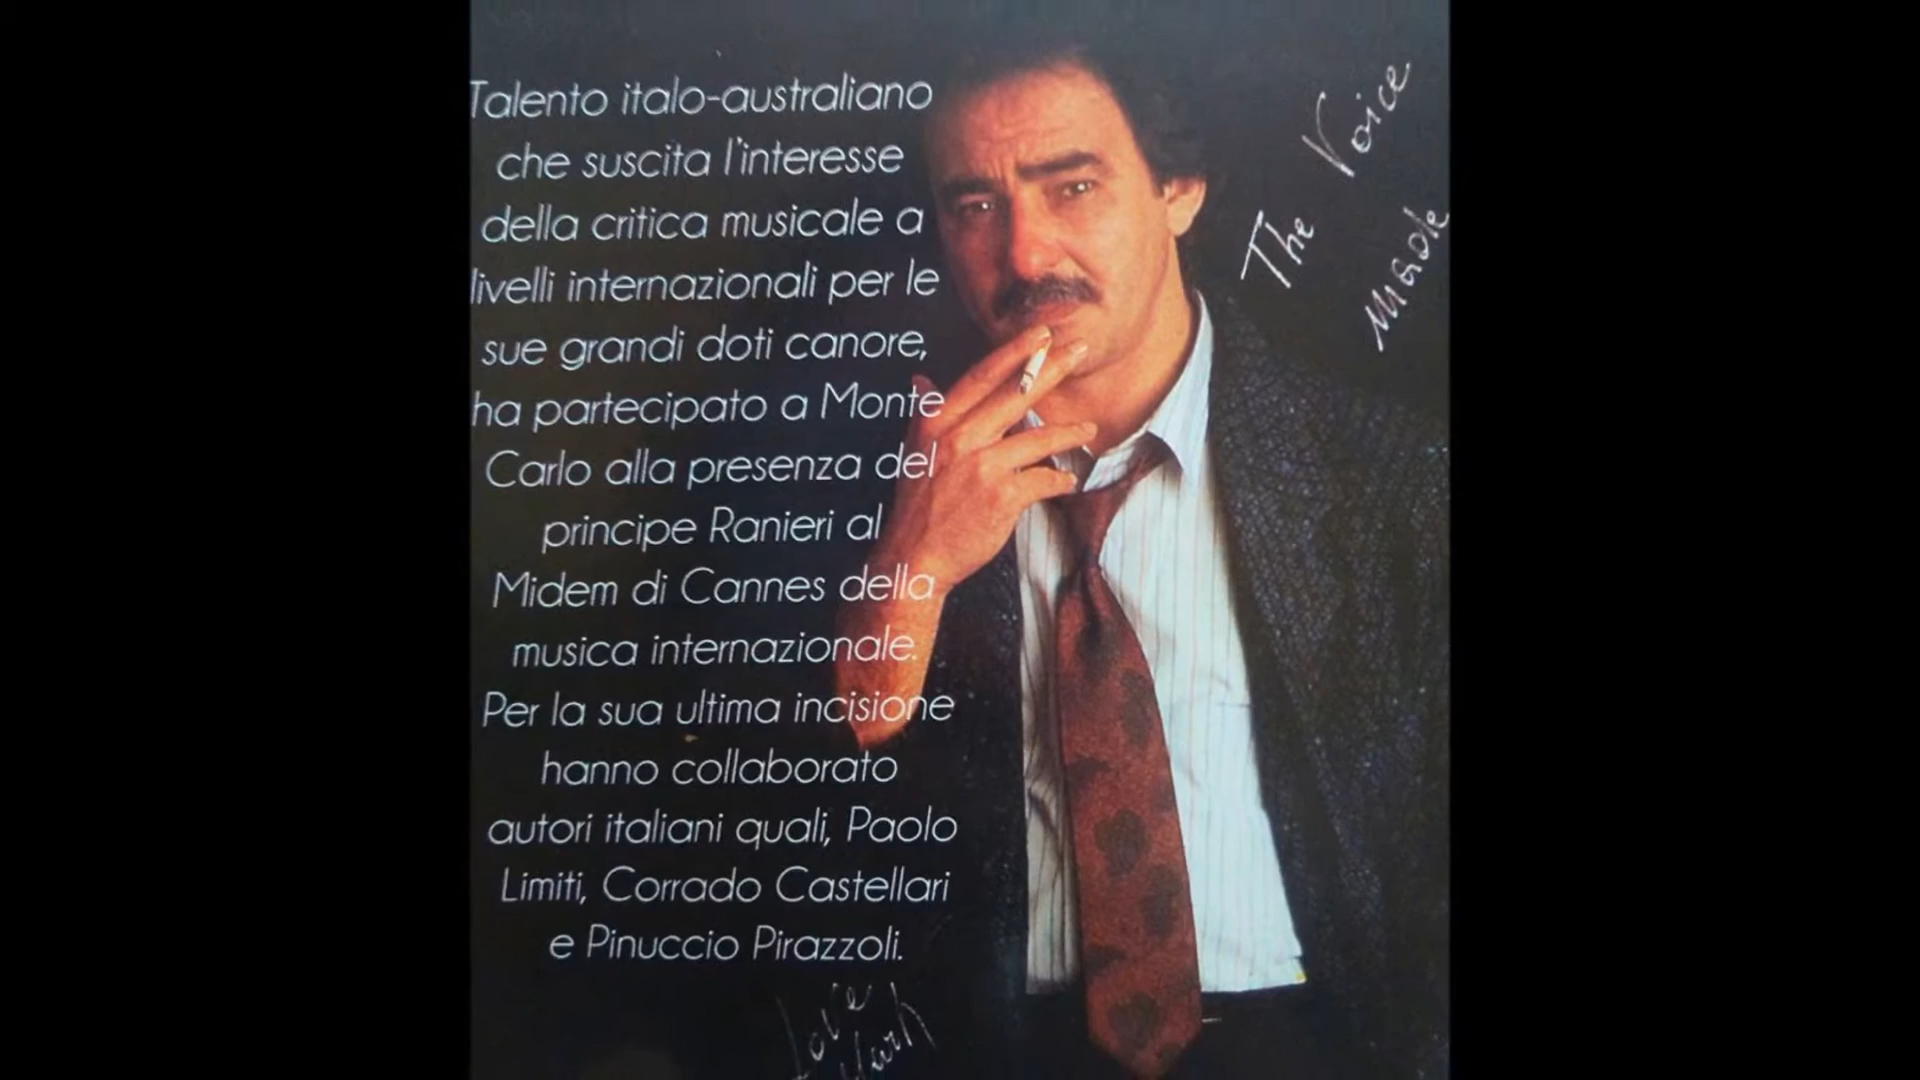 Talento italo-australiano
che suscita l'interesse
della critica musicale a
livelli internazionali per le
sue grandi doti canore,
ha partecipato a Monte
Carlo alla presenza del
principe Ranieri al
Midem di Cannes della
musica internazionale.
Per la sua ultima incisione
hanno collaborato
autori italiani quali, Paolo
Limiti, Corrado Castellari
e Pinuccio Pirazzoli.
The Voice
Love